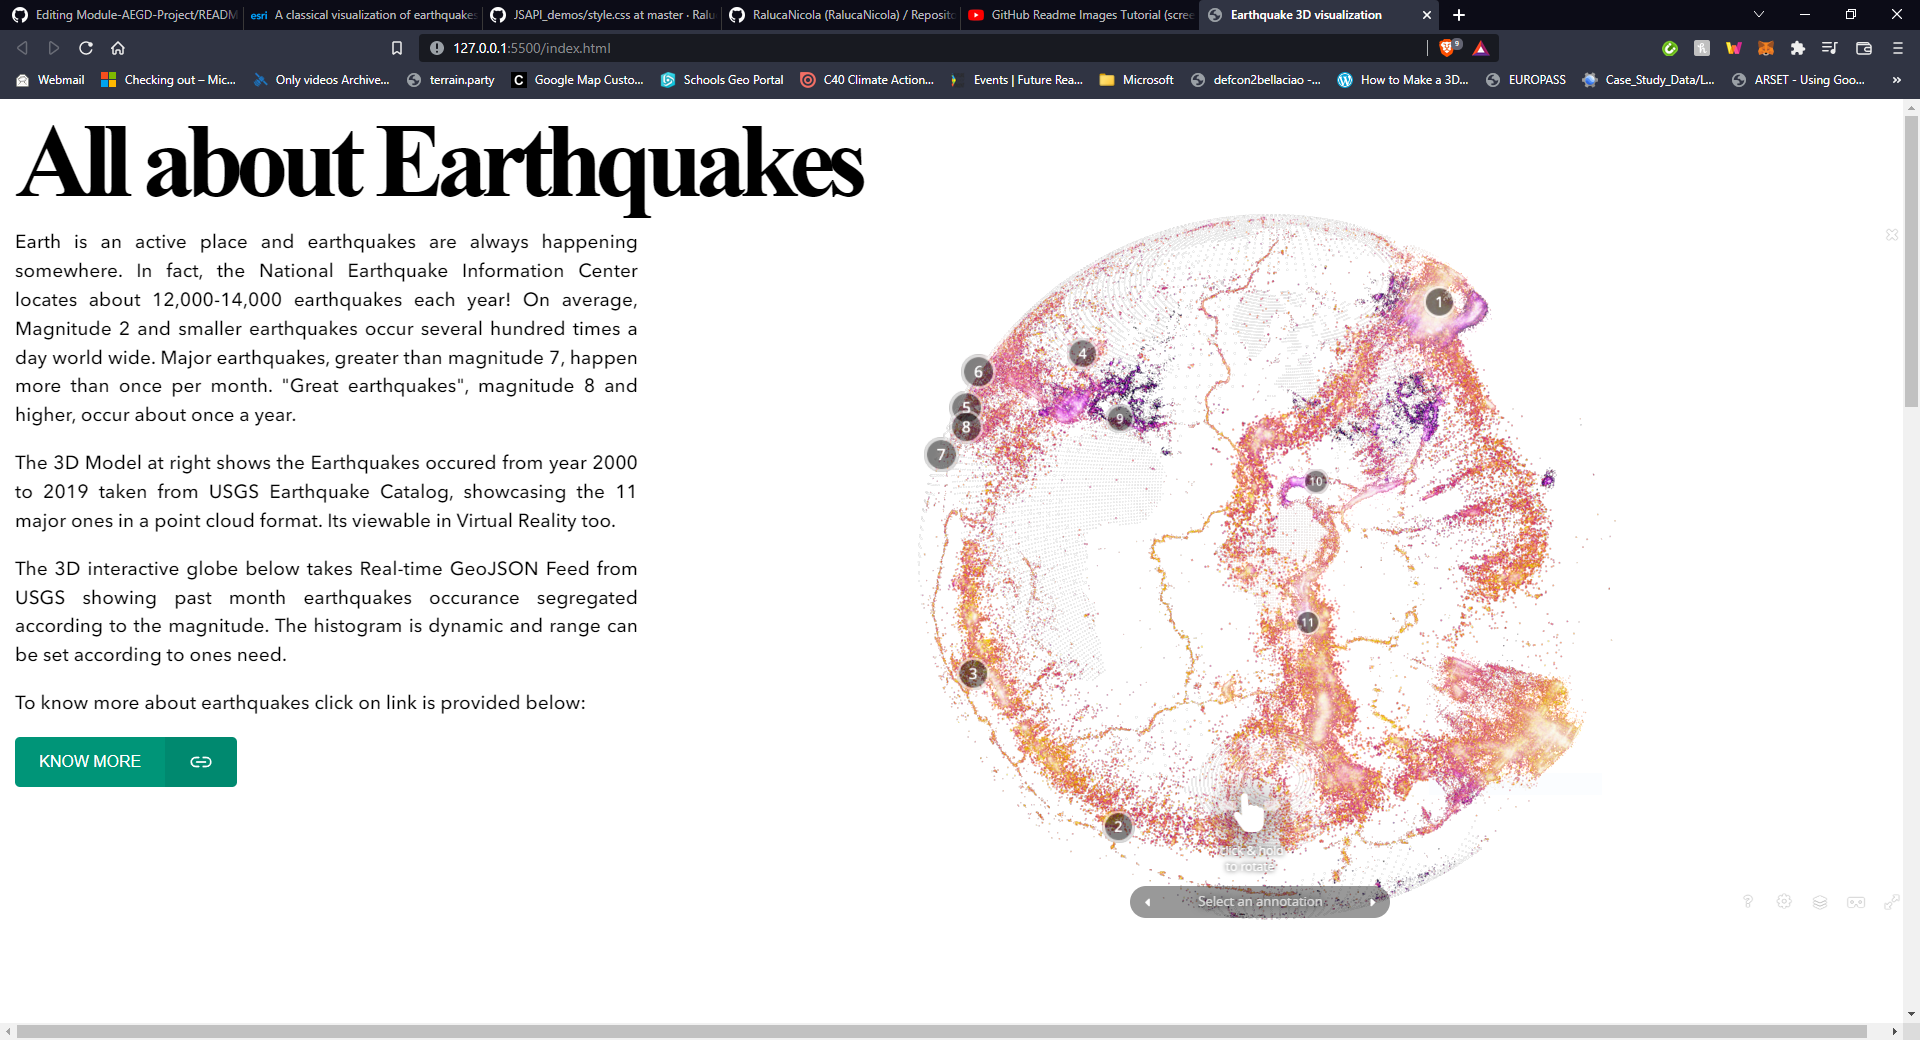 Editing Module-AEGD-Project/READM
esri A classical visualization of earthquakes
JSAPI_demos/style.css at master · Ralu
RalucaNicola (RalucaNicola) / Reposito
GitHub Readme Images Tutorial (scree
Earthquake 3D visualization
127.0.0.1:5500/index.html
9
Webmail
Checking out – Mic...
Only videos Archive...
terrain.party
C Google Map Custo...
Schools Geo Portal
C40 Climate Action...
Events | Future Rea...
Microsoft
defcon2bellaciao -...
How to Make a 3D...
EUROPASS
Case_Study_Data/L...
ARSET - Using Goo...
»
All about Earthquakes
Earth is an active place and earthquakes are always happening
somewhere. In fact, the National Earthquake Information Center
locates about 12,000-14,000 earthquakes each year! On average,
Magnitude 2 and smaller earthquakes occur several hundred times a
day world wide. Major earthquakes, greater than magnitude 7, happen
more than once per month. "Great earthquakes", magnitude 8 and
higher, occur about once a year.
The 3D Model at right shows the Earthquakes occured from year 2000
to 2019 taken from USGS Earthquake Catalog, showcasing the 11
major ones in a point cloud format. Its viewable in Virtual Reality too.
The 3D interactive globe below takes Real-time GeoJSON Feed from
USGS showing past month earthquakes occurance segregated
according to the magnitude. The histogram is dynamic and range can
be set according to ones need.
To know more about earthquakes click on link is provided below:
KNOW MORE
1
4
6
5
8
9
7
10
11
3
2
click & hold
to rotate
Select an annotation
?